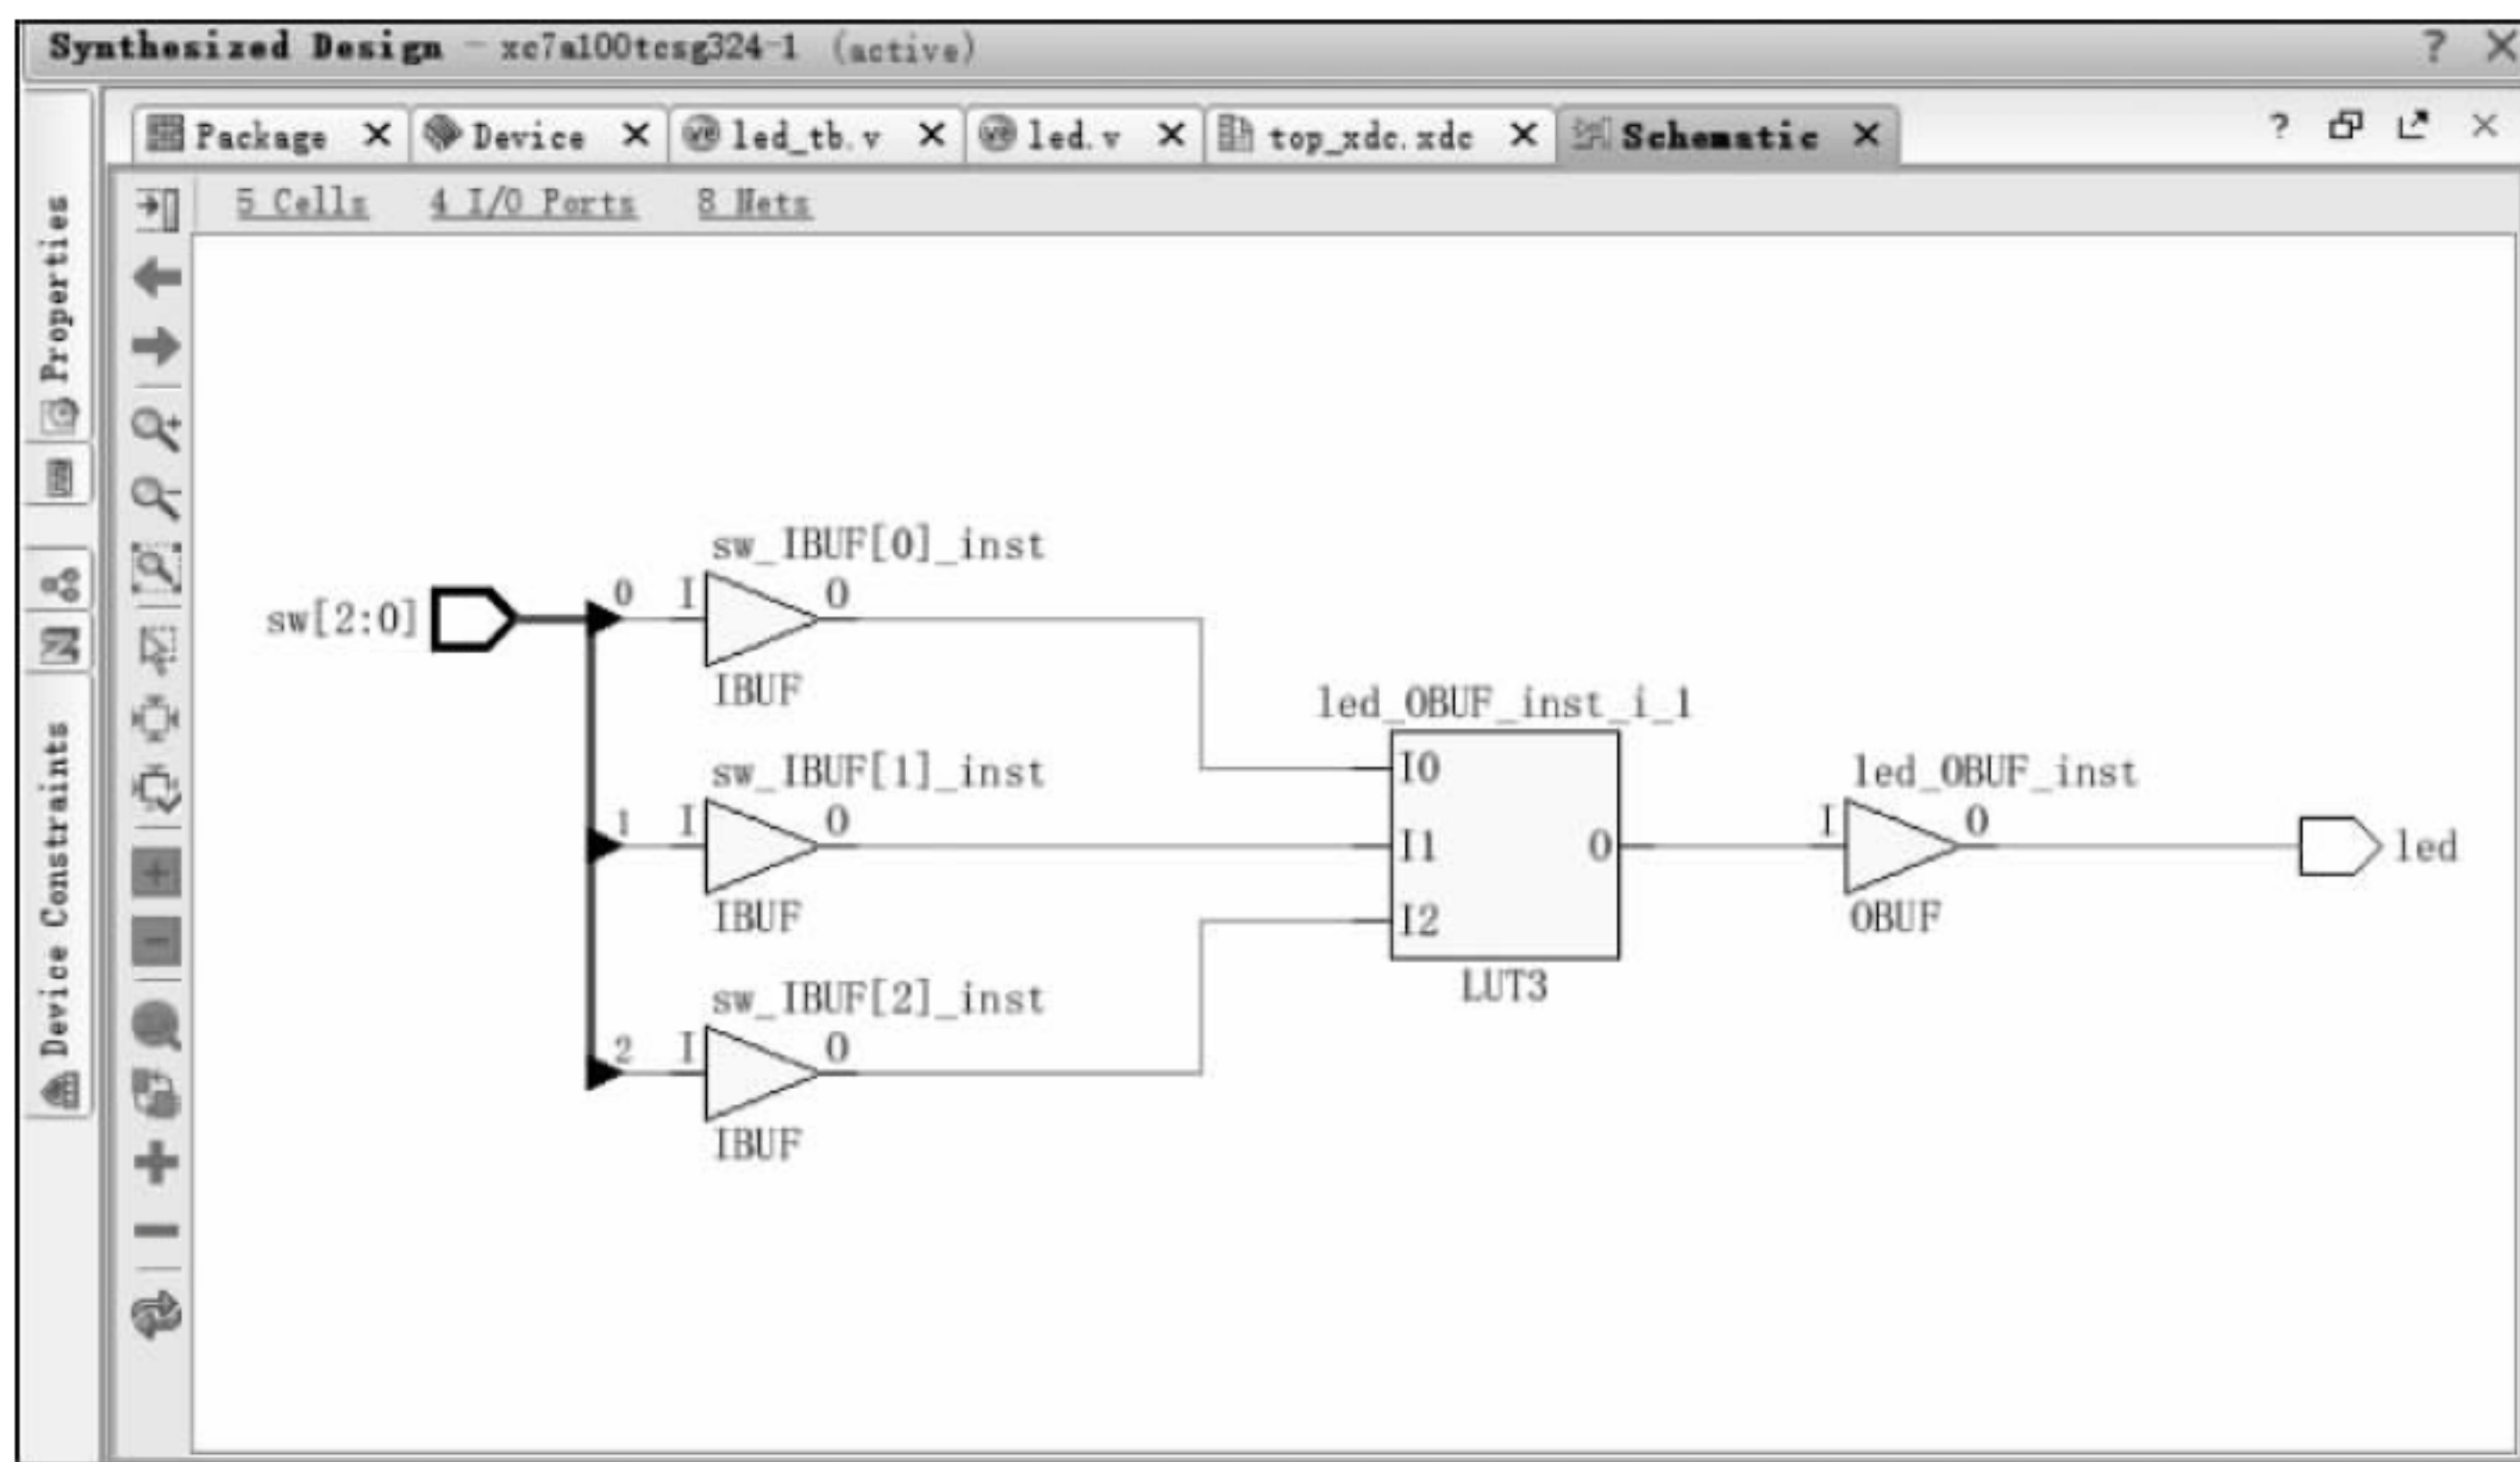 Synthesized Design - xc7a100tcsg324-1 (active) ? ×
Package × Device × led_tb.v × led.v × top_xdc.xdc × Schematic × ? ×
5 Cells 4 I/O Ports 8 Nets
Properties
Device Constraints
sw_IBUF[0]_inst
sw[2:0] 0 I O
IBUF
led_OBUF_inst_i_1
sw_IBUF[1]_inst I0 led_OBUF_inst
1 I O I1 O I O led
IBUF I2 OBUF
LUT3
sw_IBUF[2]_inst
2 I O
IBUF